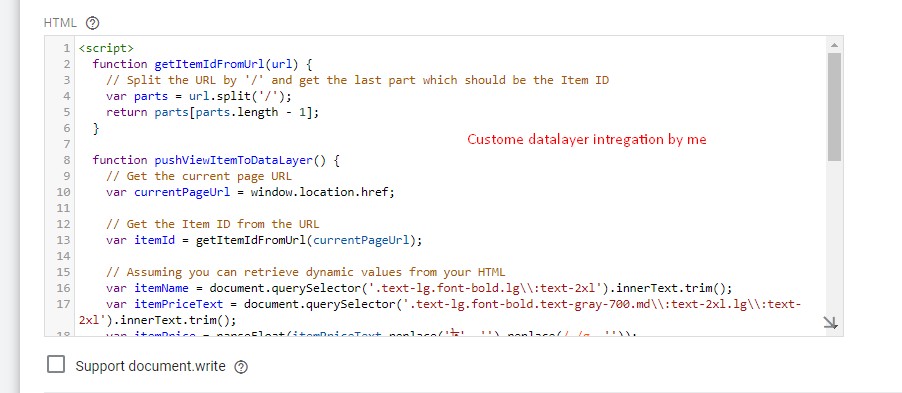 HTML
1 <script>
2 function getItemIdFromUrl(url) {
3 // Split the URL by '/' and get the last part which should be the Item ID
4 var parts = url.split('/');
5 return parts[parts.length - 1];
6 }
7
Custome datalayer intregation by me
8 function pushViewItemToDataLayer() {
9 // Get the current page URL
10 var currentPageUrl = window.location.href;
11
12 // Get the Item ID from the URL
13 var itemId = getItemIdFromUrl(currentPageUrl);
14
15 // Assuming you can retrieve dynamic values from your HTML
16 var itemName = document.querySelector('.text-lg.font-bold.lg\\:text-2xl').innerText.trim();
17 var itemPriceText = document.querySelector('.text-lg.font-bold.text-gray-700.md\\:text-2xl.lg\\:text-
2xl').innerText.trim();
18 var itemPrice = parseFloat(itemPriceText.replace('৳', '').replace(/,/g, ''));
Support document.write